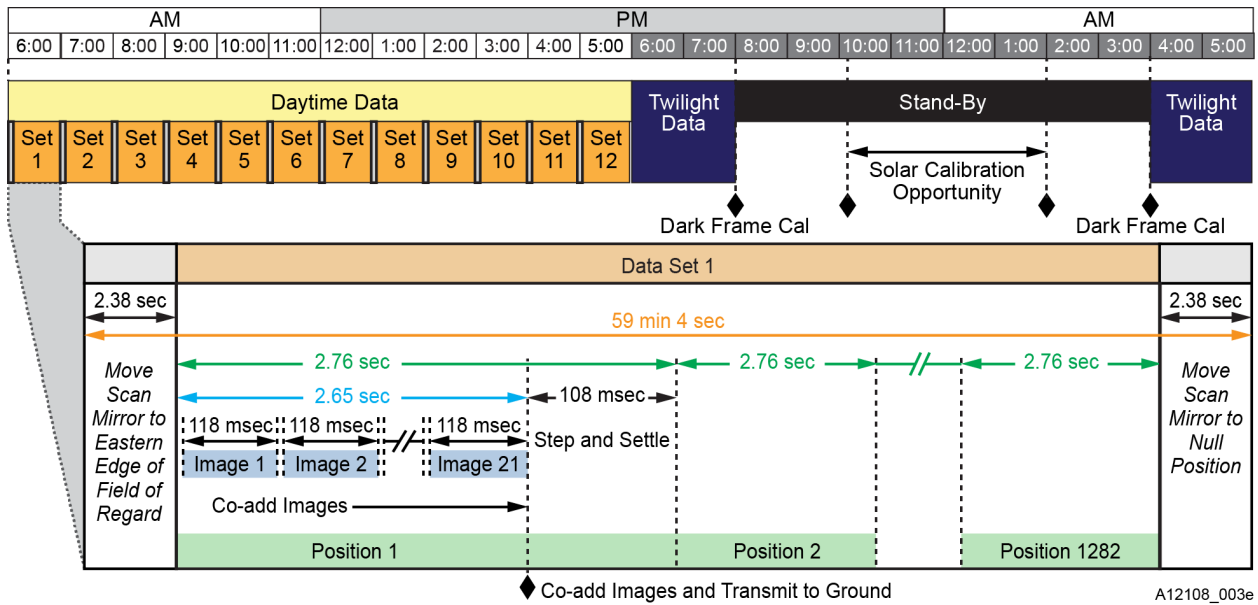 AM PM AM
6:00 7:00 8:00 9:00 10:00 11:00 12:00 1:00 2:00 3:00 4:00 5:00 6:00 7:00 8:00 9:00 10:00 11:00 12:00 1:00 2:00 3:00 4:00 5:00
Daytime Data
Twilight
Data
Stand-By
Twilight
Data
Set
1
Set
2
Set
3
Set
4
Set
5
Set
6
Set
7
Set
8
Set
9
Set
10
Set
11
Set
12
Solar Calibration
Opportunity
Dark Frame Cal
Dark Frame Cal
Data Set 1
2.38 sec
2.38 sec
59 min 4 sec
Move
Scan
Mirror to
Eastern
Edge of
Field of
Regard
2.76 sec
2.76 sec
2.76 sec
2.65 sec
108 msec
118 msec
118 msec
118 msec
Step and Settle
Image 1
Image 2
Image 21
Co-add Images
Move
Scan
Mirror to
Null
Position
Position 1
Position 2
Position 1282
Co-add Images and Transmit to Ground
A12108_003e